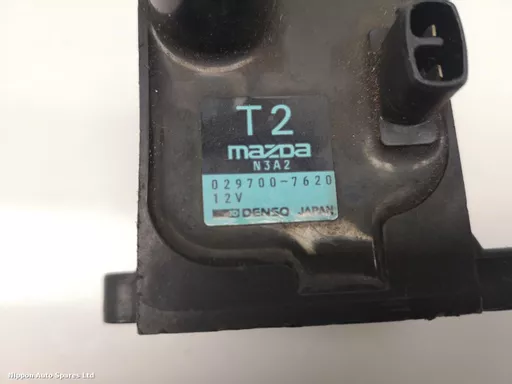 T2
mazda
N3A2
029700-7620
12V
DENSO JAPAN
Nippon Auto Spares Ltd